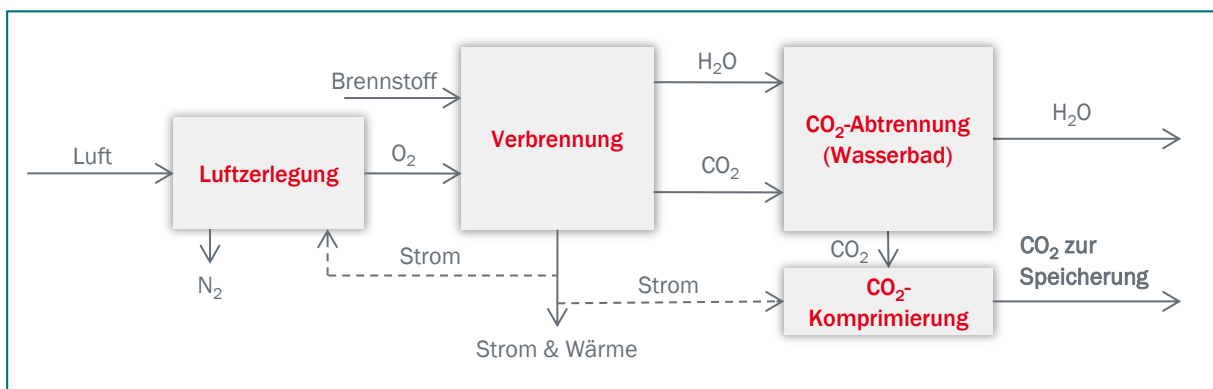 Luft
Luftzerlegung
N₂
O₂
Brennstoff
Verbrennung
Strom
Strom
Strom & Wärme
H₂O
CO₂
CO₂-Abtrennung
(Wasserbad)
H₂O
CO₂
CO₂-
Komprimierung
CO₂ zur
Speicherung